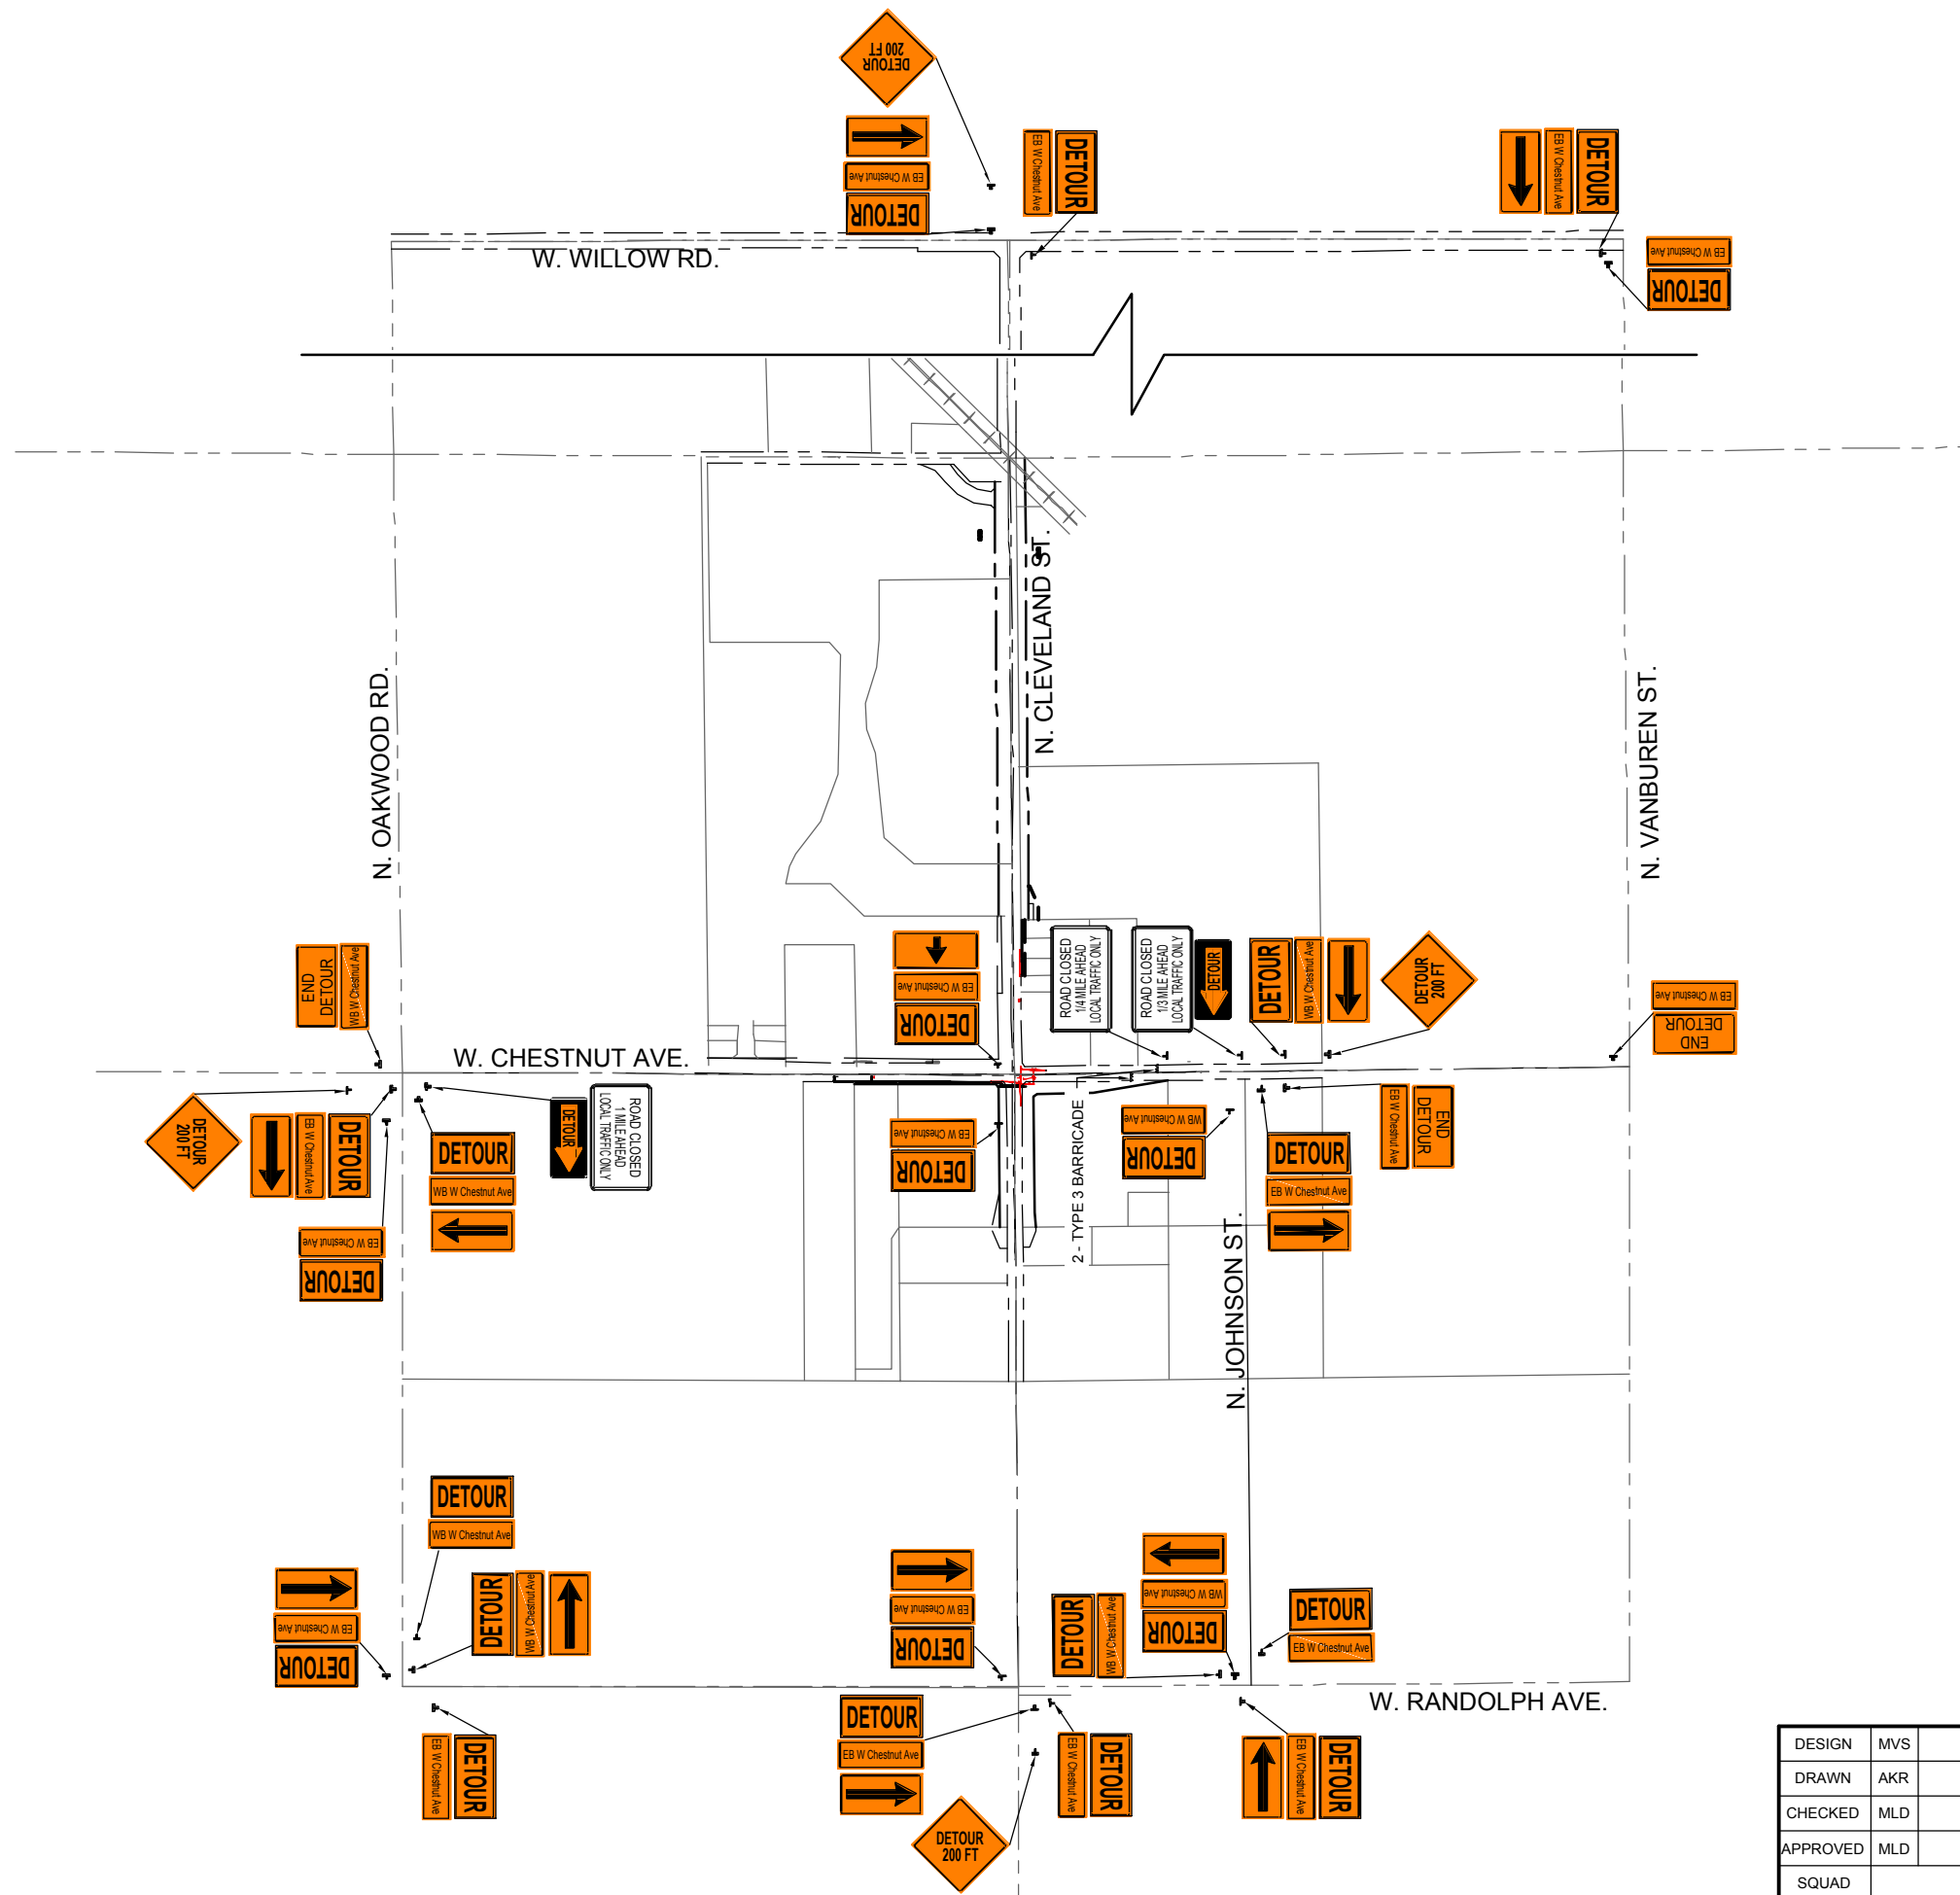 DETOUR
200 FT
EB W Chestnut Ave
DETOUR
EB W Chestnut Ave
DETOUR
EB W Chestnut Ave
DETOUR
EB W Chestnut Ave
DETOUR
W. WILLOW RD.
N. CLEVELAND ST.
N. OAKWOOD RD.
N. VANBUREN ST.
END
DETOUR
WB W Chestnut Ave
EB W Chestnut Ave
DETOUR
ROAD CLOSED
1/4 MILE AHEAD
LOCAL TRAFFIC ONLY
ROAD CLOSED
1/3 MILE AHEAD
LOCAL TRAFFIC ONLY
DETOUR
DETOUR
WB W Chestnut Ave
DETOUR
200 FT
EB W Chestnut Ave
END
DETOUR
W. CHESTNUT AVE.
DETOUR
200 FT
EB W Chestnut Ave
DETOUR
EB W Chestnut Ave
DETOUR
DETOUR
WB W Chestnut Ave
DETOUR
ROAD CLOSED
1 MILE AHEAD
LOCAL TRAFFIC ONLY
EB W Chestnut Ave
DETOUR
2 - TYPE 3 BARRICADE
WB W Chestnut Ave
DETOUR
N. JOHNSON ST.
DETOUR
EB W Chestnut Ave
END
DETOUR
EB W Chestnut Ave
DETOUR
WB W Chestnut Ave
EB W Chestnut Ave
DETOUR
DETOUR
WB W Chestnut Ave
EB W Chestnut Ave
DETOUR
DETOUR
WB W Chestnut Ave
WB W Chestnut Ave
DETOUR
DETOUR
EB W Chestnut Ave
W. RANDOLPH AVE.
EB W Chestnut Ave
DETOUR
DETOUR
EB W Chestnut Ave
DETOUR
200 FT
EB W Chestnut Ave
DETOUR
EB W Chestnut Ave
DETOUR
DESIGN MVS
DRAWN AKR
CHECKED MLD
APPROVED MLD
SQUAD